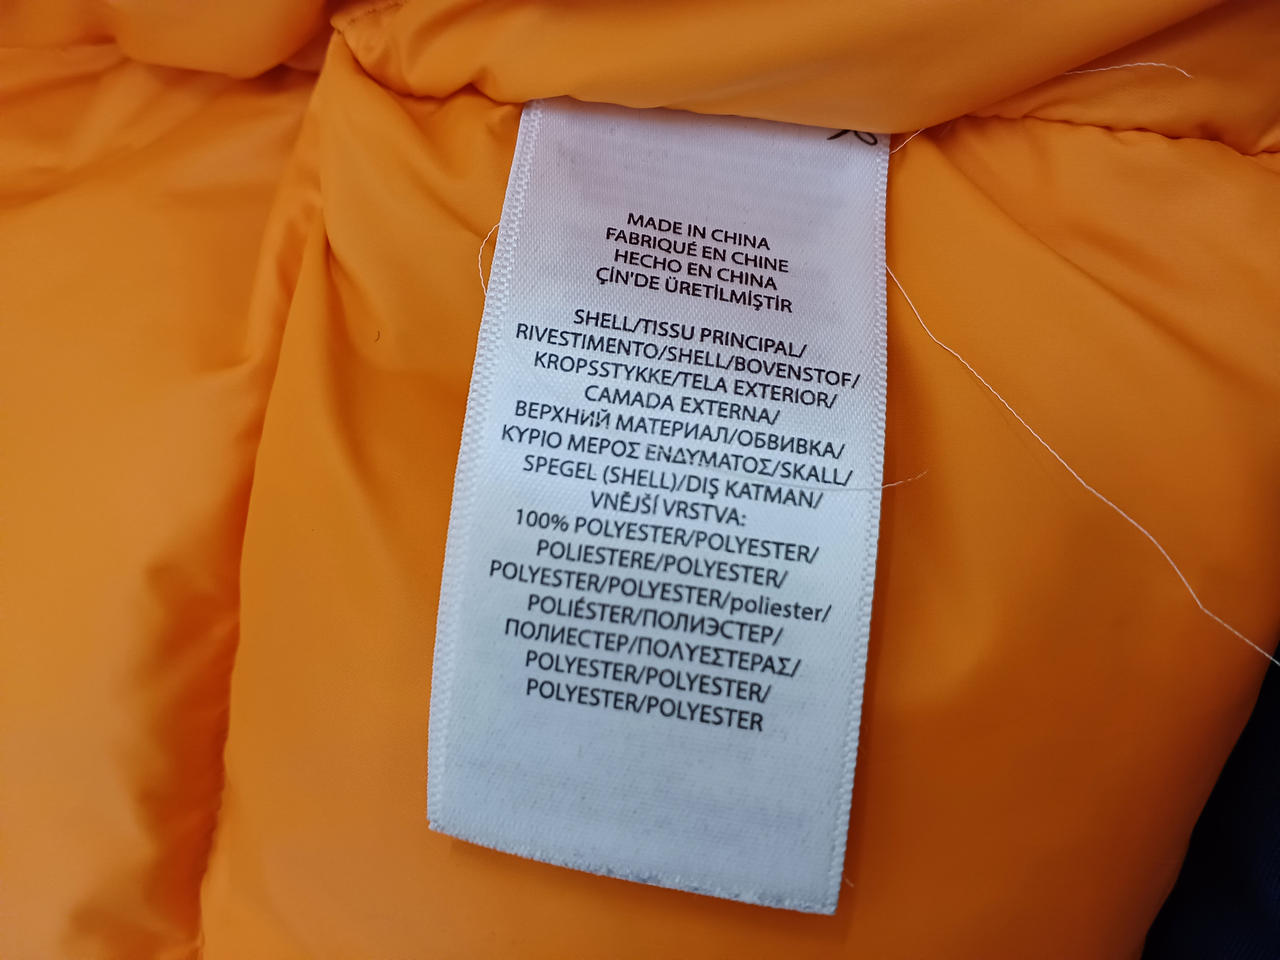 MADE IN CHINA
FABRIQUÉ EN CHINE
HECHO EN CHINA
ÇİN'DE ÜRETİLMİŞTİR
SHELL/TISSU PRINCIPAL/
RIVESTIMENTO/SHELL/BOVENSTOF/
KROPSSTYKKE/TELA EXTERIOR/
CAMADA EXTERNA/
ВЕРХНИЙ МАТЕРИАЛ/ОБВИВКА/
ΚΥΡΙΟ ΜΕΡΟΣ ΕΝΔΥΜΑΤΟΣ/SKALL/
SPEGEL (SHELL)/DIŞ KATMAN/
VNĚJŠÍ VRSTVA:
100% POLYESTER/POLYESTER/
POLIESTERE/POLYESTER/
POLYESTER/POLYESTER/poliester/
POLIÉSTER/ПОЛИЭСТЕР/
ПОЛИЕСТЕР/ΠΟΛΥΕΣΤΕΡΑΣ/
POLYESTER/POLYESTER/
POLYESTER/POLYESTER